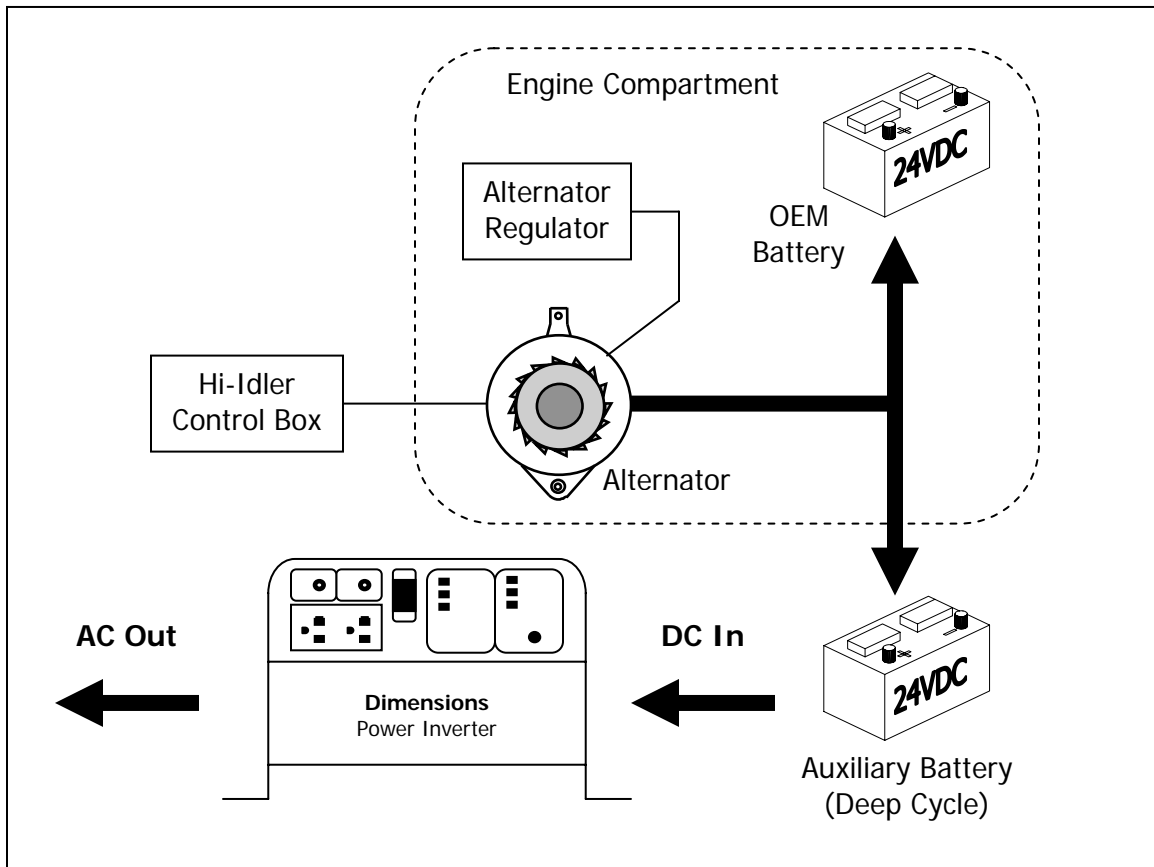 Engine Compartment
+ −
24VDC
OEM
Battery
Alternator
Regulator
Hi-Idler
Control Box
Alternator
AC Out
DC In
Dimensions
Power Inverter
+ −
24VDC
Auxiliary Battery
(Deep Cycle)